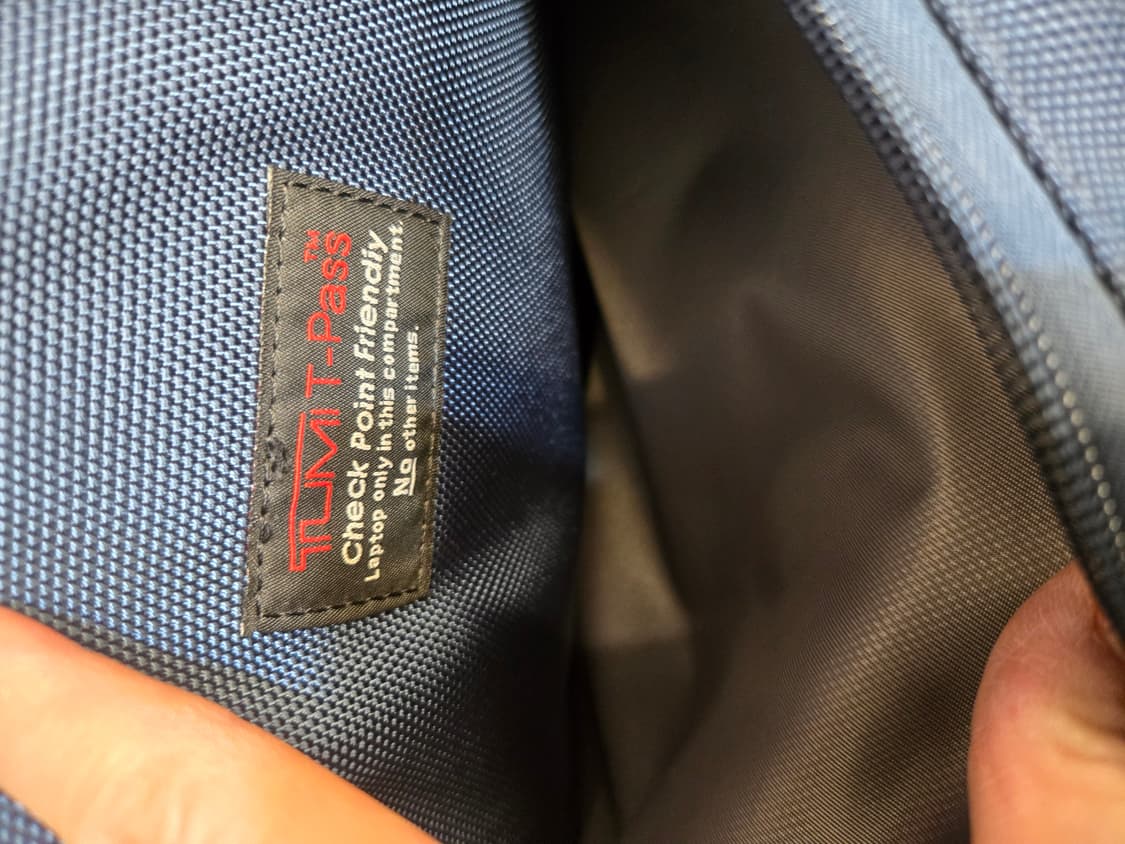 TUMI T-Pass™
Check Point Friendly
Laptop only in this compartment.
No other items.